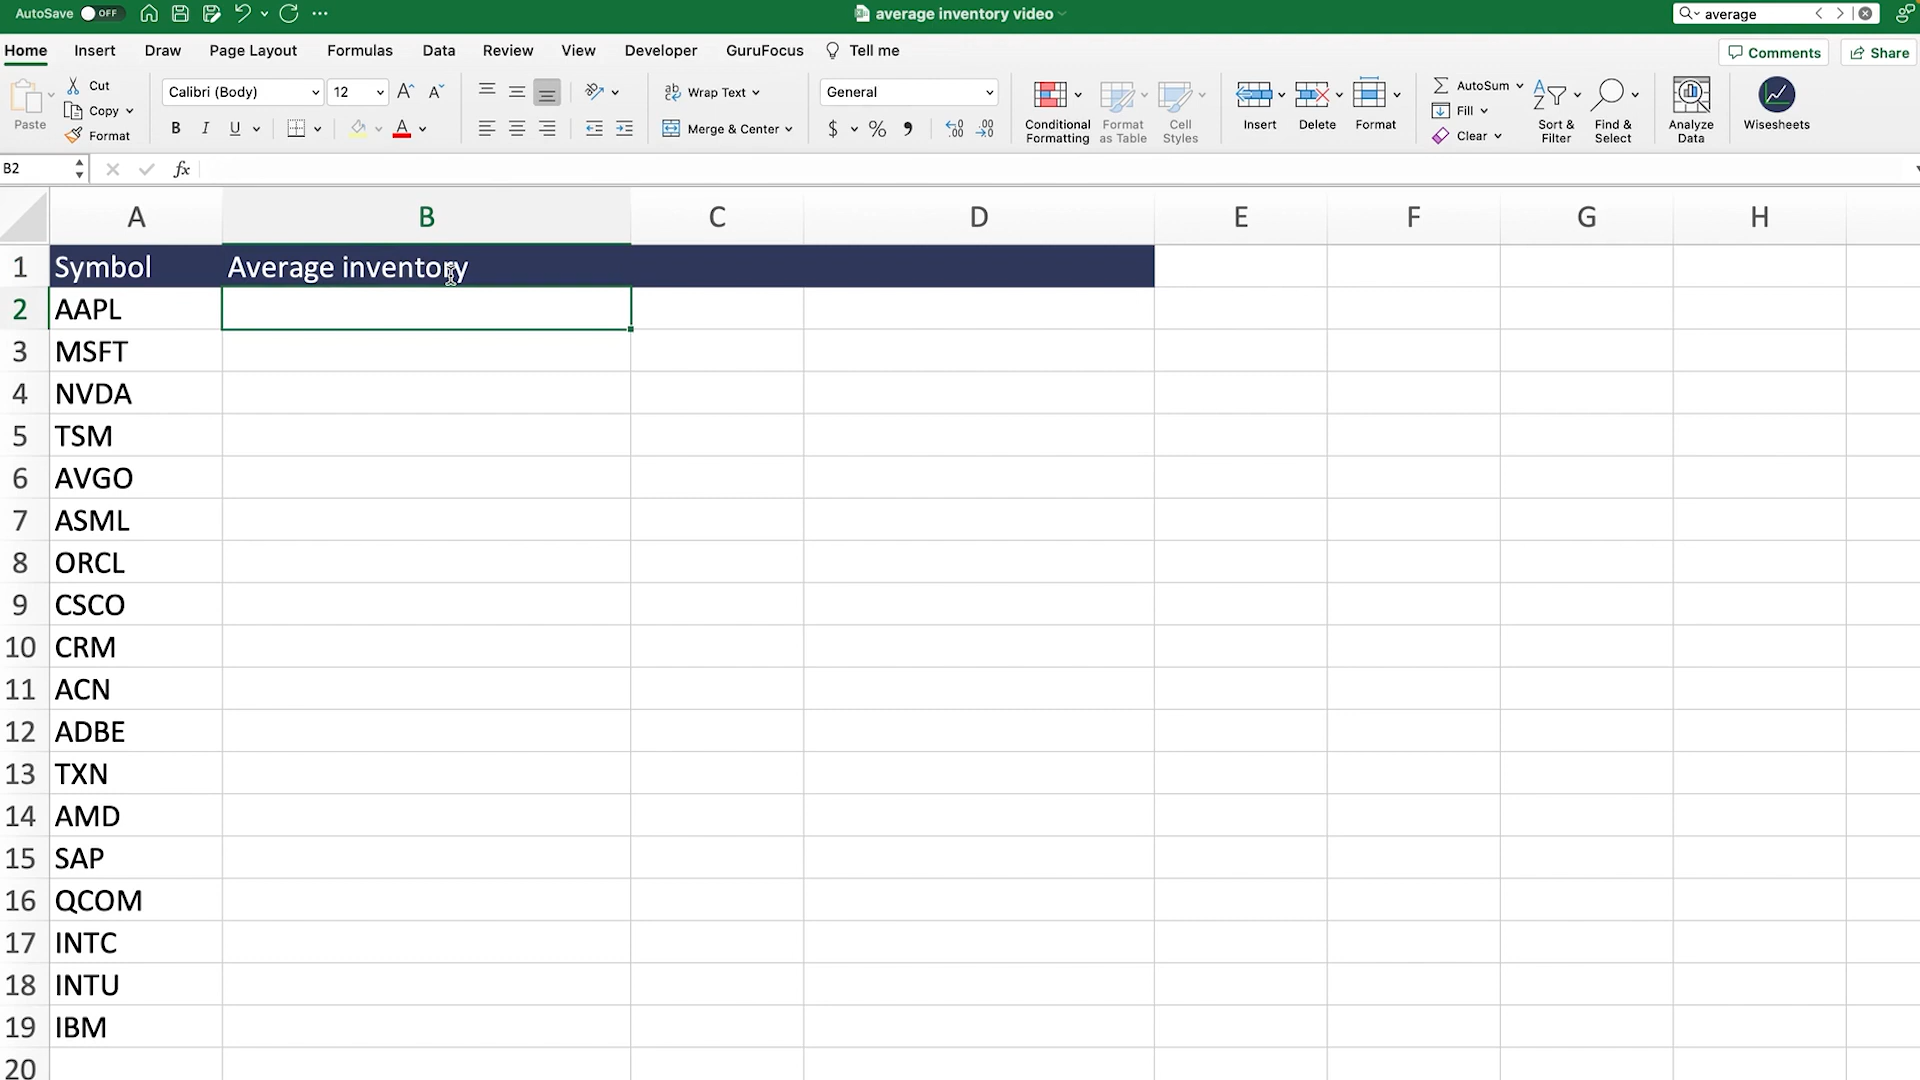 AutoSave OFF average inventory video average
Home Insert Draw Page Layout Formulas Data Review View Developer GuruFocus Tell me Comments Share
Paste Cut Copy Format Calibri (Body) 12 Wrap Text Merge & Center General $ % Conditional Formatting Format as Table Cell Styles Insert Delete Format AutoSum Fill Clear Sort & Filter Find & Select Analyze Data Wisesheets
B2 fx
A B C D E F G H
1 Symbol Average inventory
2 AAPL
3 MSFT
4 NVDA
5 TSM
6 AVGO
7 ASML
8 ORCL
9 CSCO
10 CRM
11 ACN
12 ADBE
13 TXN
14 AMD
15 SAP
16 QCOM
17 INTC
18 INTU
19 IBM
20